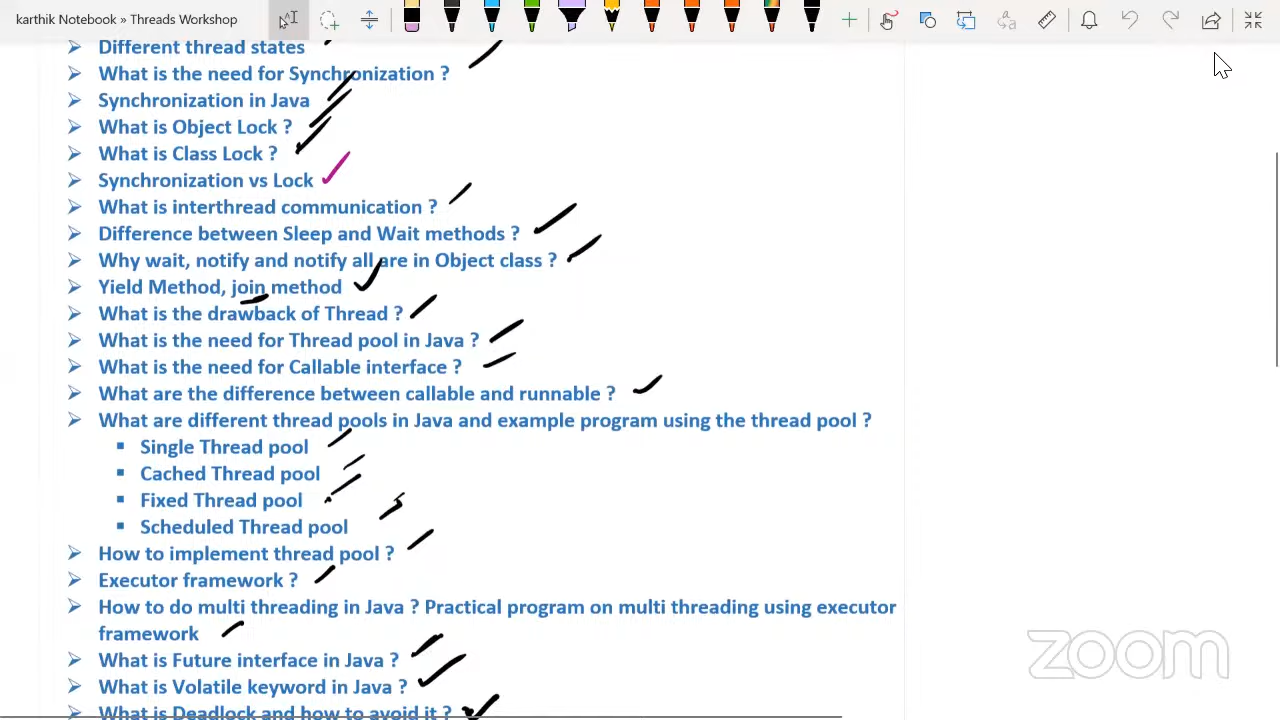 karthik Notebook » Threads Workshop
Different thread states
What is the need for Synchronization ?
Synchronization in Java
What is Object Lock ?
What is Class Lock ?
Synchronization vs Lock
What is interthread communication ?
Difference between Sleep and Wait methods ?
Why wait, notify and notify all are in Object class ?
Yield Method, join method
What is the drawback of Thread ?
What is the need for Thread pool in Java ?
What is the need for Callable interface ?
What are the difference between callable and runnable ?
What are different thread pools in Java and example program using the thread pool ?
Single Thread pool
Cached Thread pool
Fixed Thread pool
Scheduled Thread pool
How to implement thread pool ?
Executor framework ?
How to do multi threading in Java ? Practical program on multi threading using executor
framework
What is Future interface in Java ?
What is Volatile keyword in Java ?
What is Deadlock and how to avoid it ?
zoom